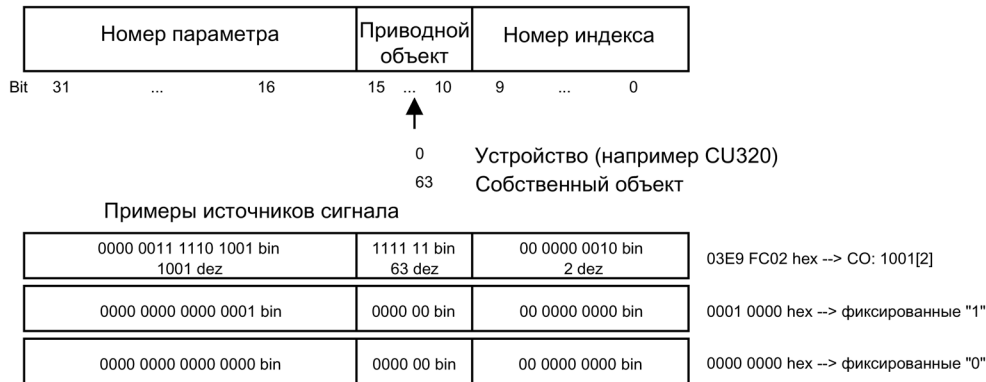 Номер параметра Приводной объект Номер индекса
Bit 31 ... 16 15 ... 10 9 ... 0
0 Устройство (например CU320)
63 Собственный объект
Примеры источников сигнала
0000 0011 1110 1001 bin 1111 11 bin 00 0000 0010 bin
1001 dez 63 dez 2 dez
03E9 FC02 hex --> CO: 1001[2]
0000 0000 0000 0001 bin 0000 00 bin 00 0000 0000 bin 0001 0000 hex --> фиксированные "1"
0000 0000 0000 0000 bin 0000 00 bin 00 0000 0000 bin 0000 0000 hex --> фиксированные "0"